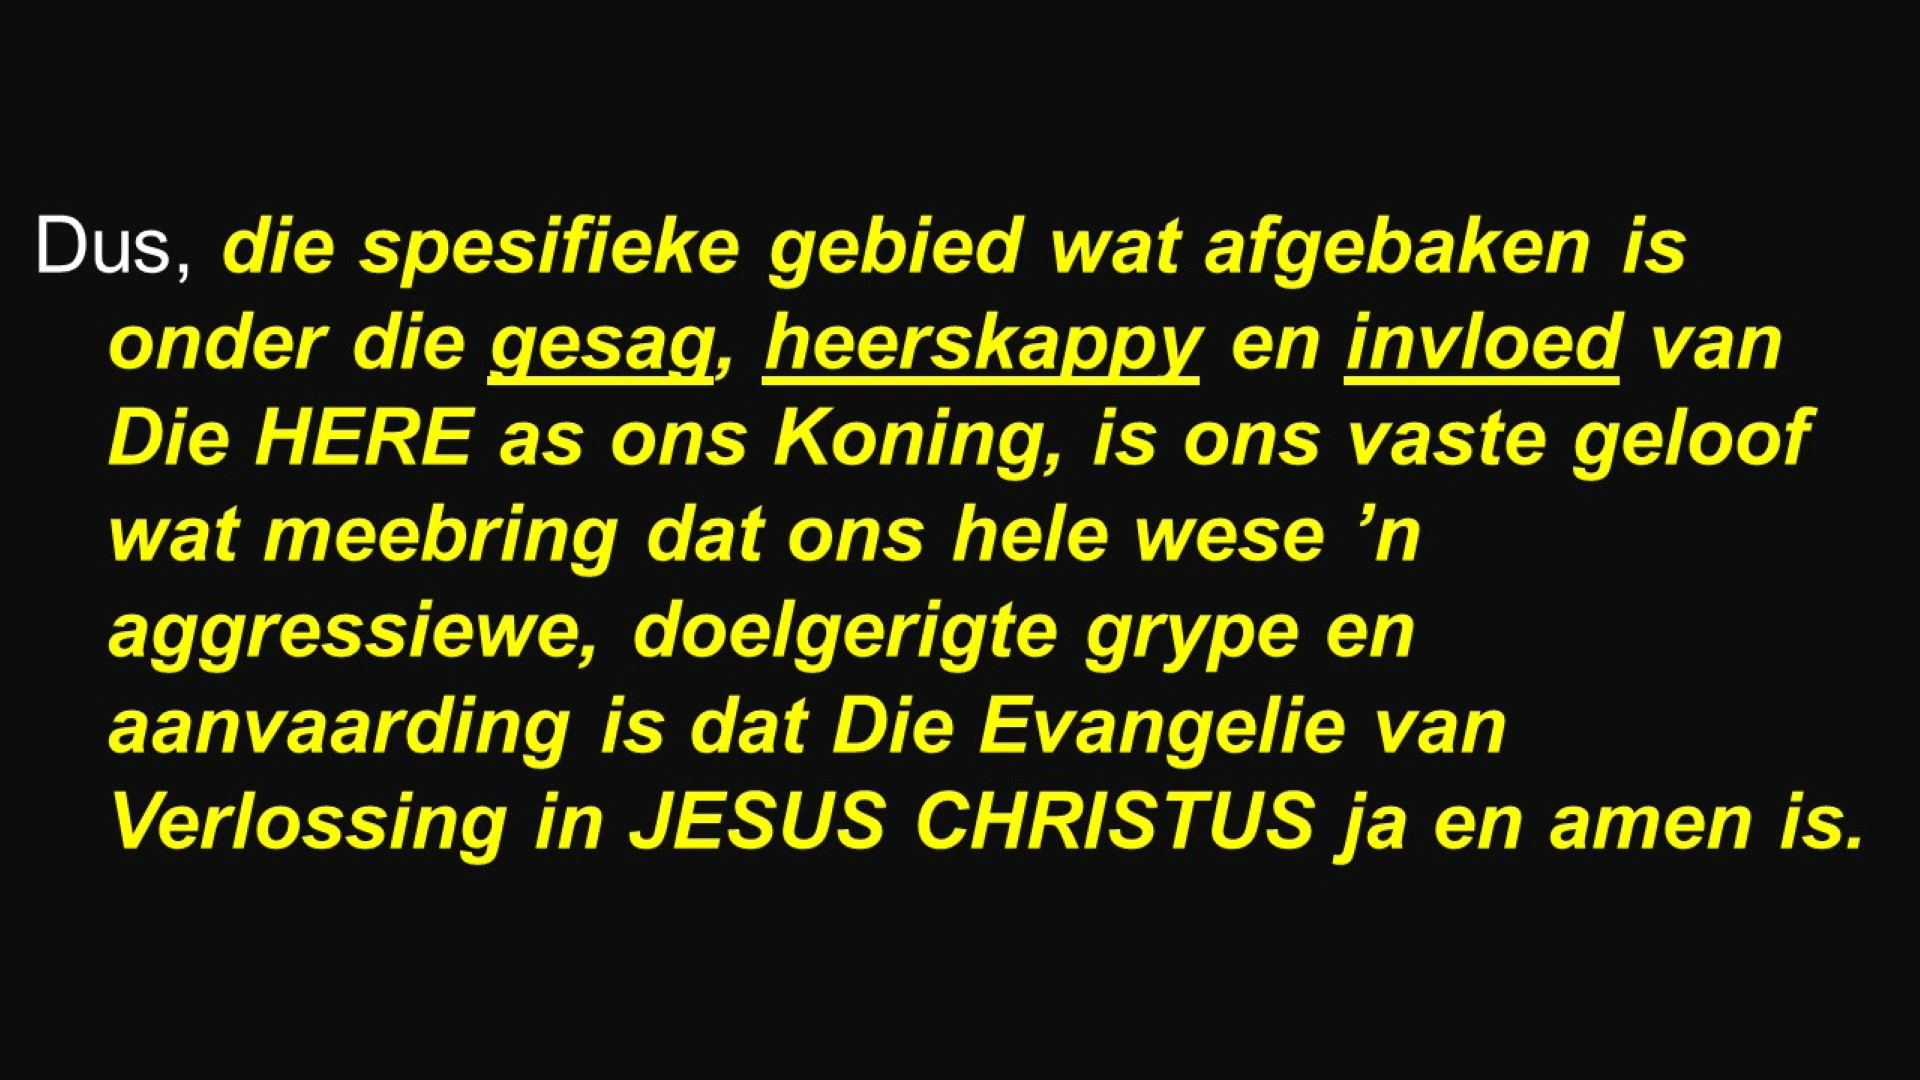 Dus, die spesifieke gebied wat afgebaken is
onder die gesag, heerskappy en invloed van
Die HERE as ons Koning, is ons vaste geloof
wat meebring dat ons hele wese ’n
aggressiewe, doelgerigte grype en
aanvaarding is dat Die Evangelie van
Verlossing in JESUS CHRISTUS ja en amen is.